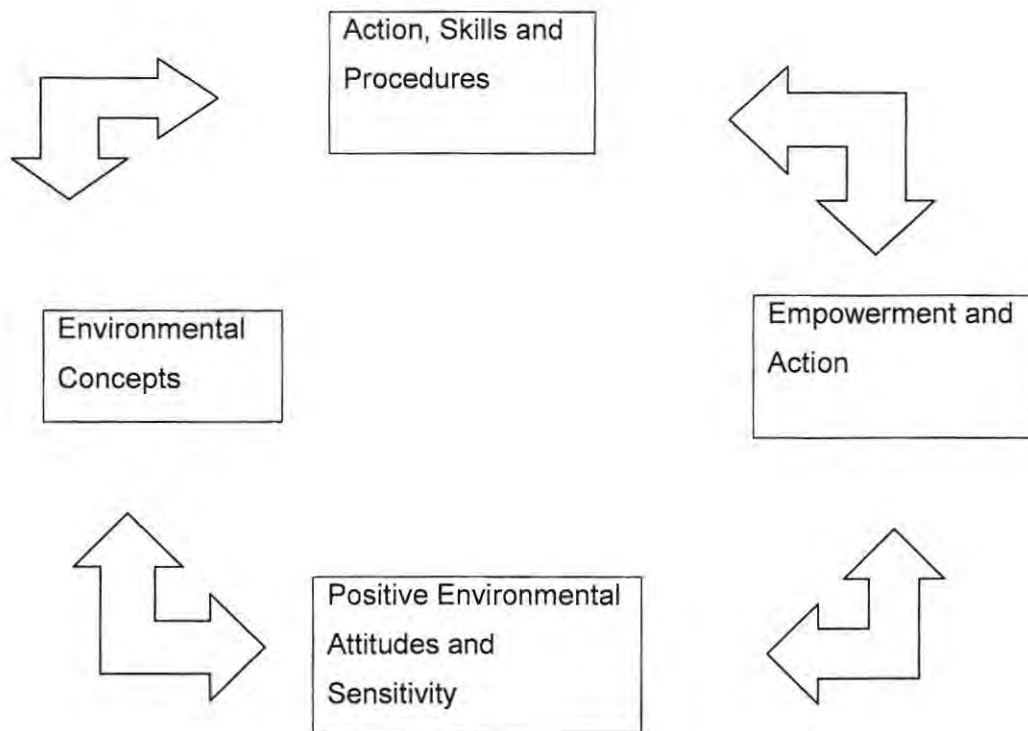 Action, Skills and
Procedures
Environmental
Concepts
Empowerment and
Action
Positive Environmental
Attitudes and
Sensitivity